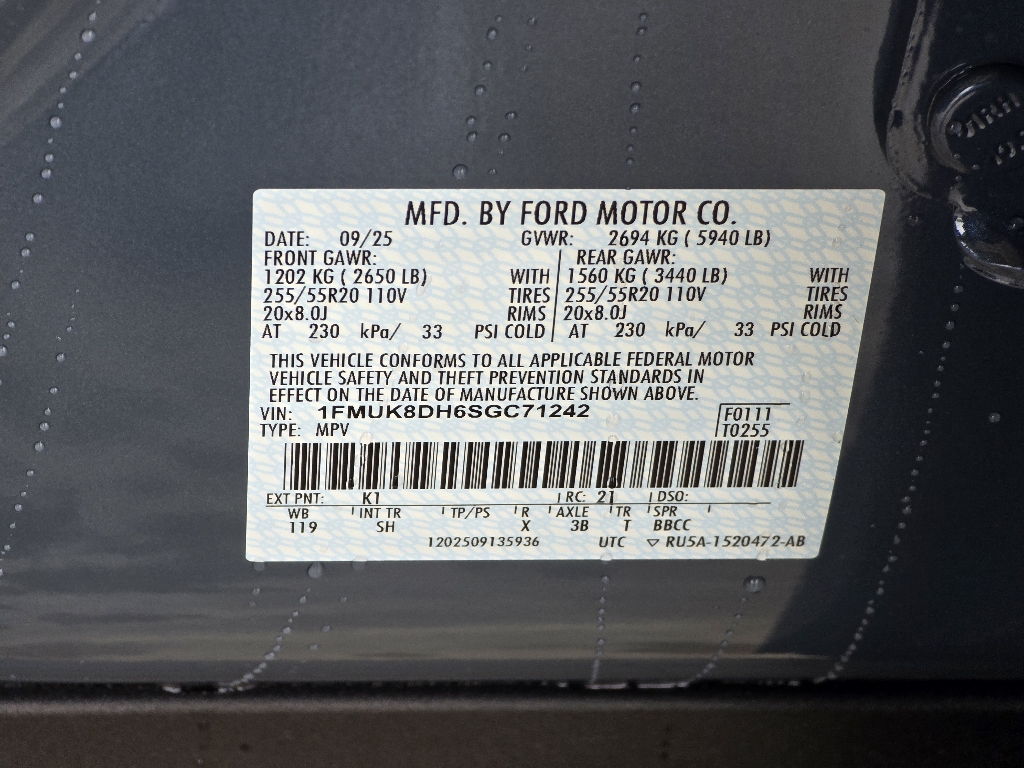 MFD. BY FORD MOTOR CO.
DATE: 09/25 GVWR: 2694 KG ( 5940 LB)
FRONT GAWR: REAR GAWR:
1202 KG ( 2650 LB) WITH 1560 KG ( 3440 LB) WITH
255/55R20 110V TIRES 255/55R20 110V TIRES
20x8.0J RIMS 20x8.0J RIMS
AT 230 kPa/ 33 PSI COLD AT 230 kPa/ 33 PSI COLD
THIS VEHICLE CONFORMS TO ALL APPLICABLE FEDERAL MOTOR
VEHICLE SAFETY AND THEFT PREVENTION STANDARDS IN
EFFECT ON THE DATE OF MANUFACTURE SHOWN ABOVE.
VIN: 1FMUK8DH6SGC71242 F0111
TYPE: MPV T0255
EXT PNT: K1 RC: 21 DSO:
WB INT TR TP/PS R AXLE TR SPR
119 SH X 3B T BBCC
1202509135936 UTC ▽ RU5A-1520472-AB